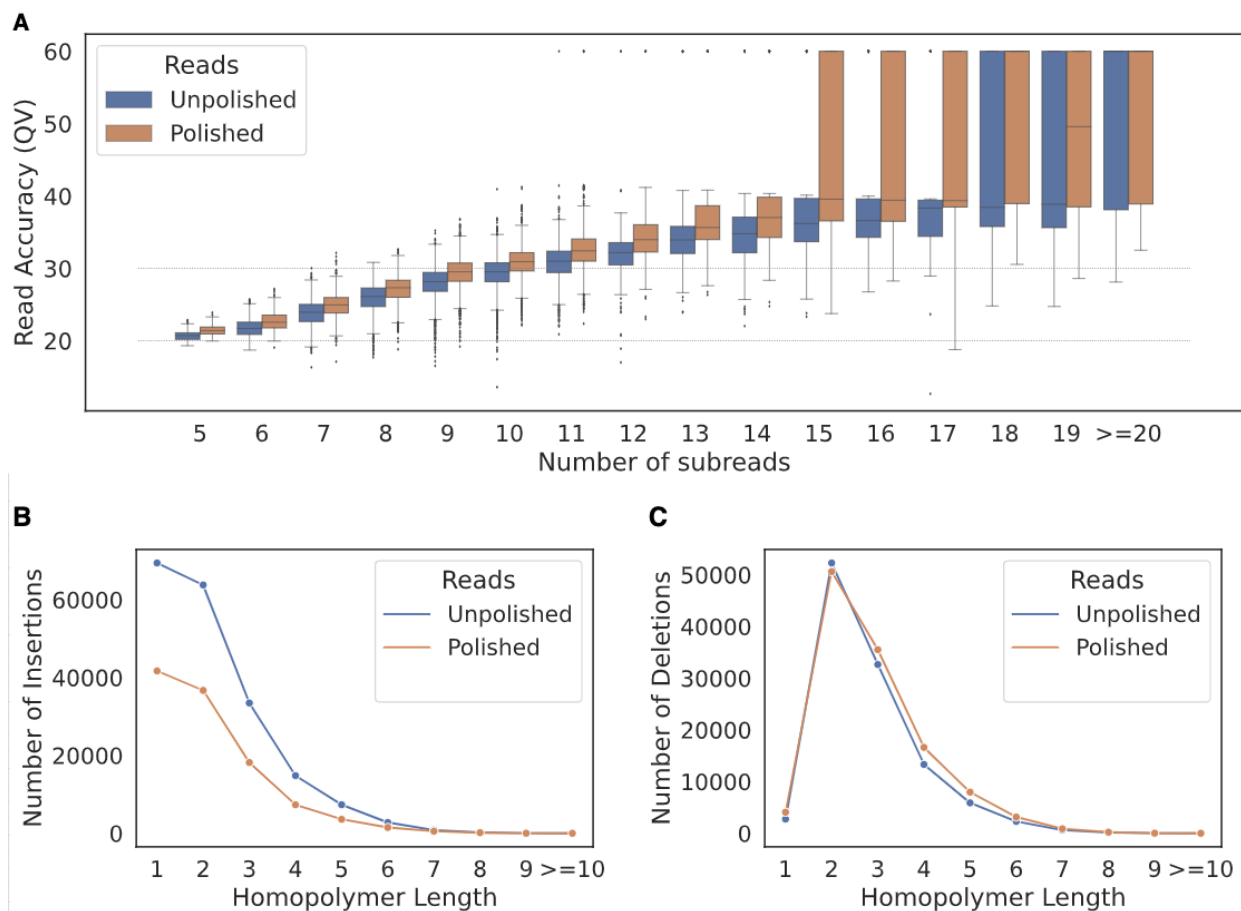 A
Read Accuracy (QV)
60
50
40
30
20
Reads
Unpolished
Polished
5 6 7 8 9 10 11 12 13 14 15 16 17 18 19 >=20
Number of subreads
B
Number of Insertions
60000
40000
20000
0
Reads
Unpolished
Polished
1 2 3 4 5 6 7 8 9 >=10
Homopolymer Length
C
Number of Deletions
50000
40000
30000
20000
10000
0
Reads
Unpolished
Polished
1 2 3 4 5 6 7 8 9 >=10
Homopolymer Length